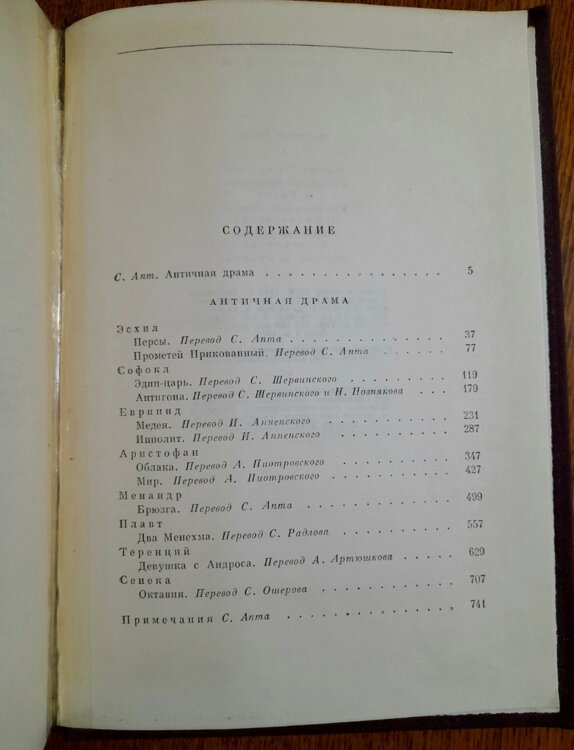 СОДЕРЖАНИЕ
С. Апт. Античная драма . . . . . . . . . . . . . . . . 5
АНТИЧНАЯ ДРАМА
Эсхил
Персы. Перевод С. Апта . . . . . . . . . . . . . 37
Прометей Прикованный. Перевод С. Апта . . . . . . . 77
Софокл
Эдип-царь. Перевод С. Шервинского . . . . . . . . 119
Антигона. Перевод С. Шервинского и Н. Познякова . . . 179
Еврипид
Медея. Перевод И. Анненского . . . . . . . . . . 231
Ипполит. Перевод И. Анненского . . . . . . . . . 287
Аристофан
Облака. Перевод А. Пиотровского . . . . . . . . . 347
Мир. Перевод А. Пиотровского . . . . . . . . . . 427
Менандр
Брюзга. Перевод С. Апта . . . . . . . . . . . . 499
Плавт
Два Менехма. Перевод С. Радлова . . . . . . . . . 557
Теренций
Девушка с Андроса. Перевод А. Артюшкова . . . . . . 629
Сенека
Октавия. Перевод С. Ошерова . . . . . . . . . . . 707
Примечания С. Апта . . . . . . . . . . . . . . 741